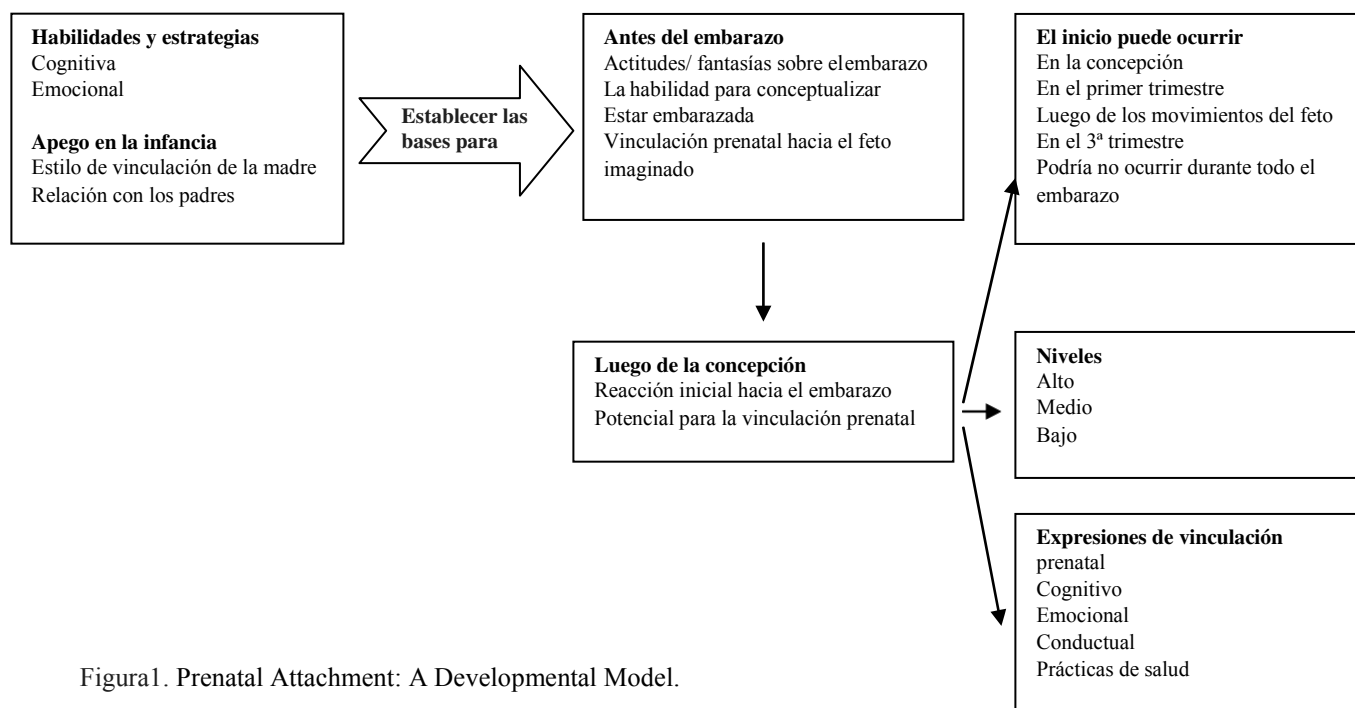 Habilidades y estrategias
Cognitiva
Emocional
Apego en la infancia
Estilo de vinculación de la madre
Relación con los padres
Establecer las
bases para
Antes del embarazo
Actitudes/ fantasías sobre elembarazo
La habilidad para conceptualizar
Estar embarazada
Vinculación prenatal hacia el feto
imaginado
Luego de la concepción
Reacción inicial hacia el embarazo
Potencial para la vinculación prenatal
El inicio puede ocurrir
En la concepción
En el primer trimestre
Luego de los movimientos del feto
En el 3ª trimestre
Podría no ocurrir durante todo el
embarazo
Niveles
Alto
Medio
Bajo
Expresiones de vinculación
prenatal
Cognitivo
Emocional
Conductual
Prácticas de salud
Figura1. Prenatal Attachment: A Developmental Model.